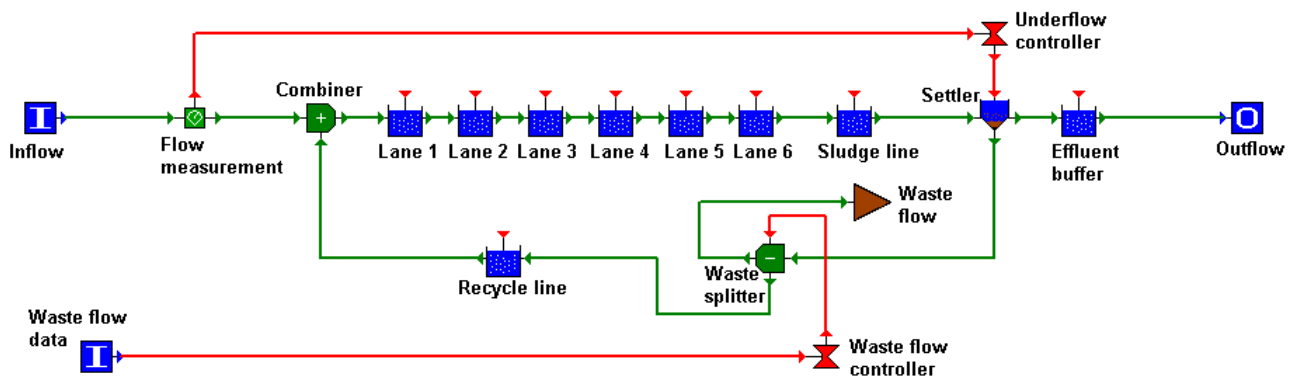 Underflow
controller
Combiner
Settler
I
Inflow
Flow
measurement
+
Lane 1
Lane 2
Lane 3
Lane 4
Lane 5
Lane 6
Sludge line
Effluent
buffer
O
Outflow
Waste
flow
Recycle line
Waste
splitter
-
Waste flow
data
I
Waste flow
controller